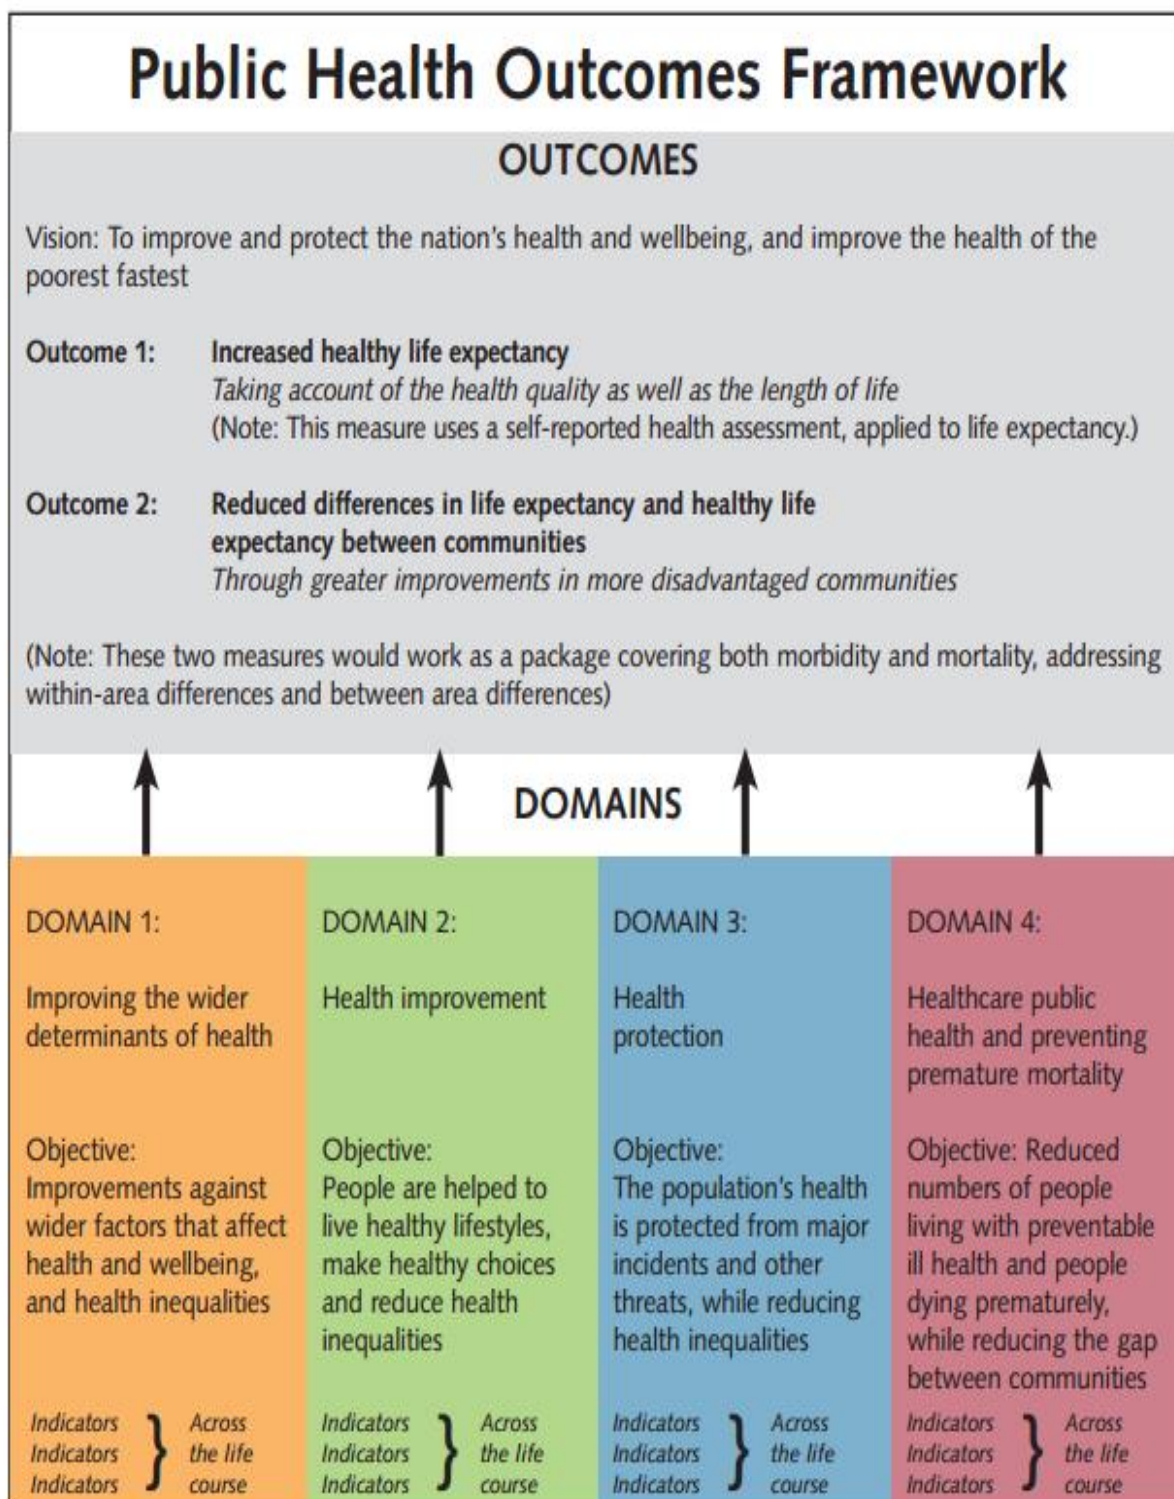 Public Health Outcomes Framework
OUTCOMES
Vision: To improve and protect the nation's health and wellbeing, and improve the health of the
poorest fastest
Outcome 1: Increased healthy life expectancy
Taking account of the health quality as well as the length of life
(Note: This measure uses a self-reported health assessment, applied to life expectancy.)
Outcome 2: Reduced differences in life expectancy and healthy life
expectancy between communities
Through greater improvements in more disadvantaged communities
(Note: These two measures would work as a package covering both morbidity and mortality, addressing
within-area differences and between area differences)
DOMAINS
DOMAIN 1:
Improving the wider
determinants of health
Objective:
Improvements against
wider factors that affect
health and wellbeing,
and health inequalities
Indicators } Across
Indicators the life
Indicators course
DOMAIN 2:
Health improvement
Objective:
People are helped to
live healthy lifestyles,
make healthy choices
and reduce health
inequalities
Indicators } Across
Indicators the life
Indicators course
DOMAIN 3:
Health
protection
Objective:
The population's health
is protected from major
incidents and other
threats, while reducing
health inequalities
Indicators } Across
Indicators the life
Indicators course
DOMAIN 4:
Healthcare public
health and preventing
premature mortality
Objective: Reduced
numbers of people
living with preventable
ill health and people
dying prematurely,
while reducing the gap
between communities
Indicators } Across
Indicators the life
Indicators course